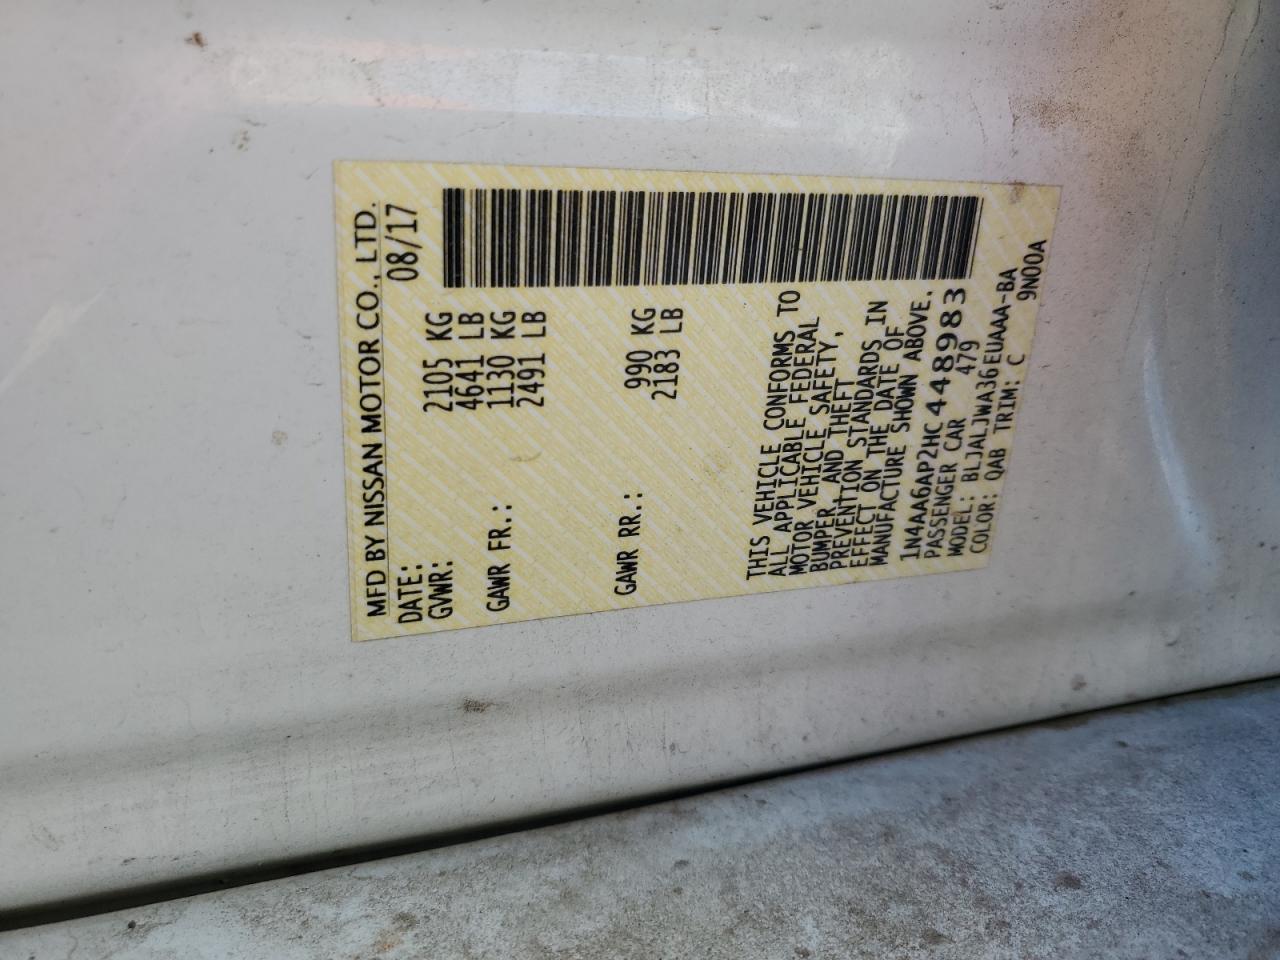 MFD BY NISSAN MOTOR CO., LTD.
DATE: 08/17
GVWR: 2105 KG
4641 LB
GAWR FR.: 1130 KG
2491 LB
GAWR RR.: 990 KG
2183 LB
THIS VEHICLE CONFORMS TO
ALL APPLICABLE FEDERAL
MOTOR VEHICLE SAFETY,
BUMPER, AND THEFT
PREVENTION STANDARDS IN
EFFECT ON THE DATE OF
MANUFACTURE SHOWN ABOVE.
1N4AA6AP2HC448983
PASSENGER CAR 479
MODEL: BLJALJWA36EUAAA-BA
COLOR: QAB TRIM: C 9N00A